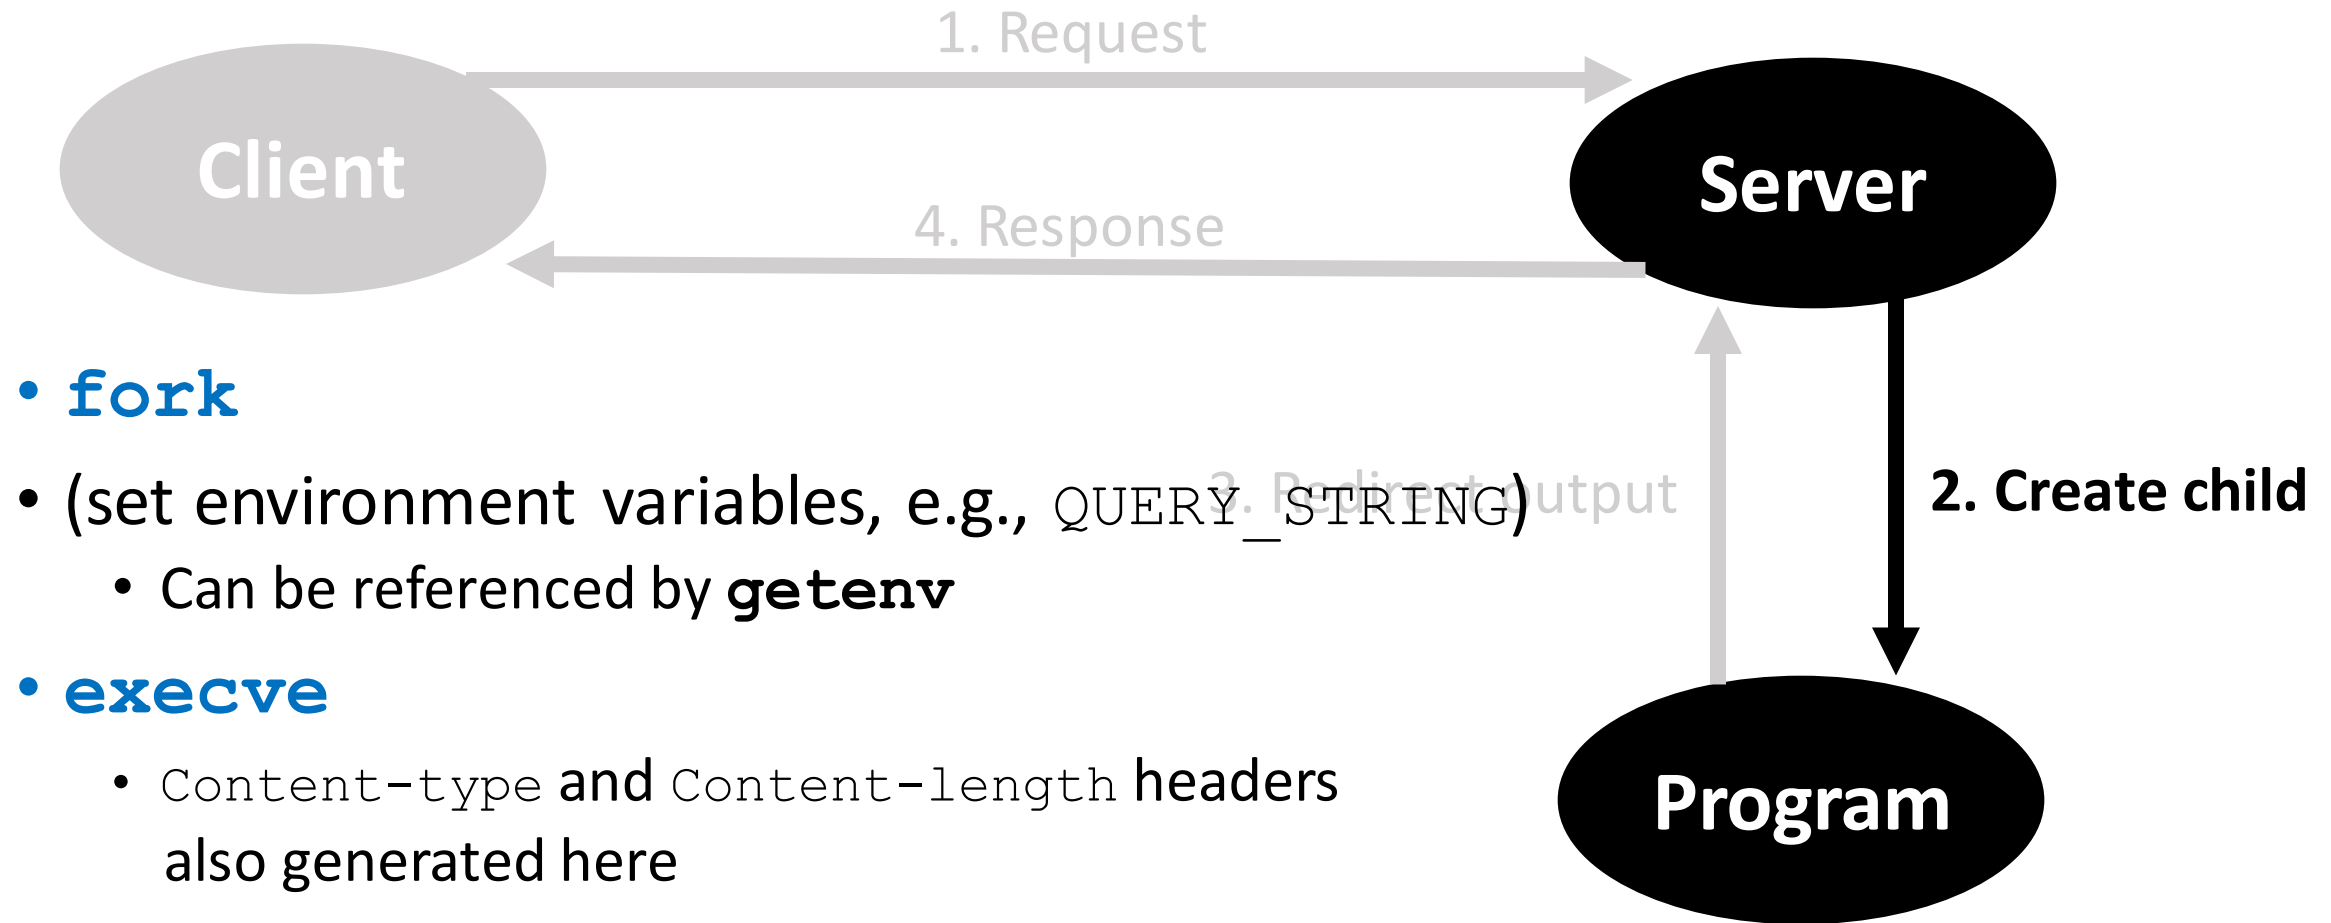 1. Request
Client
Server
4. Response
• fork
• (set environment variables, e.g., QUERY_STRING)
3. Redirect output
2. Create child
• Can be referenced by getenv
• execve
• Content-type and Content-length headers
also generated here
Program